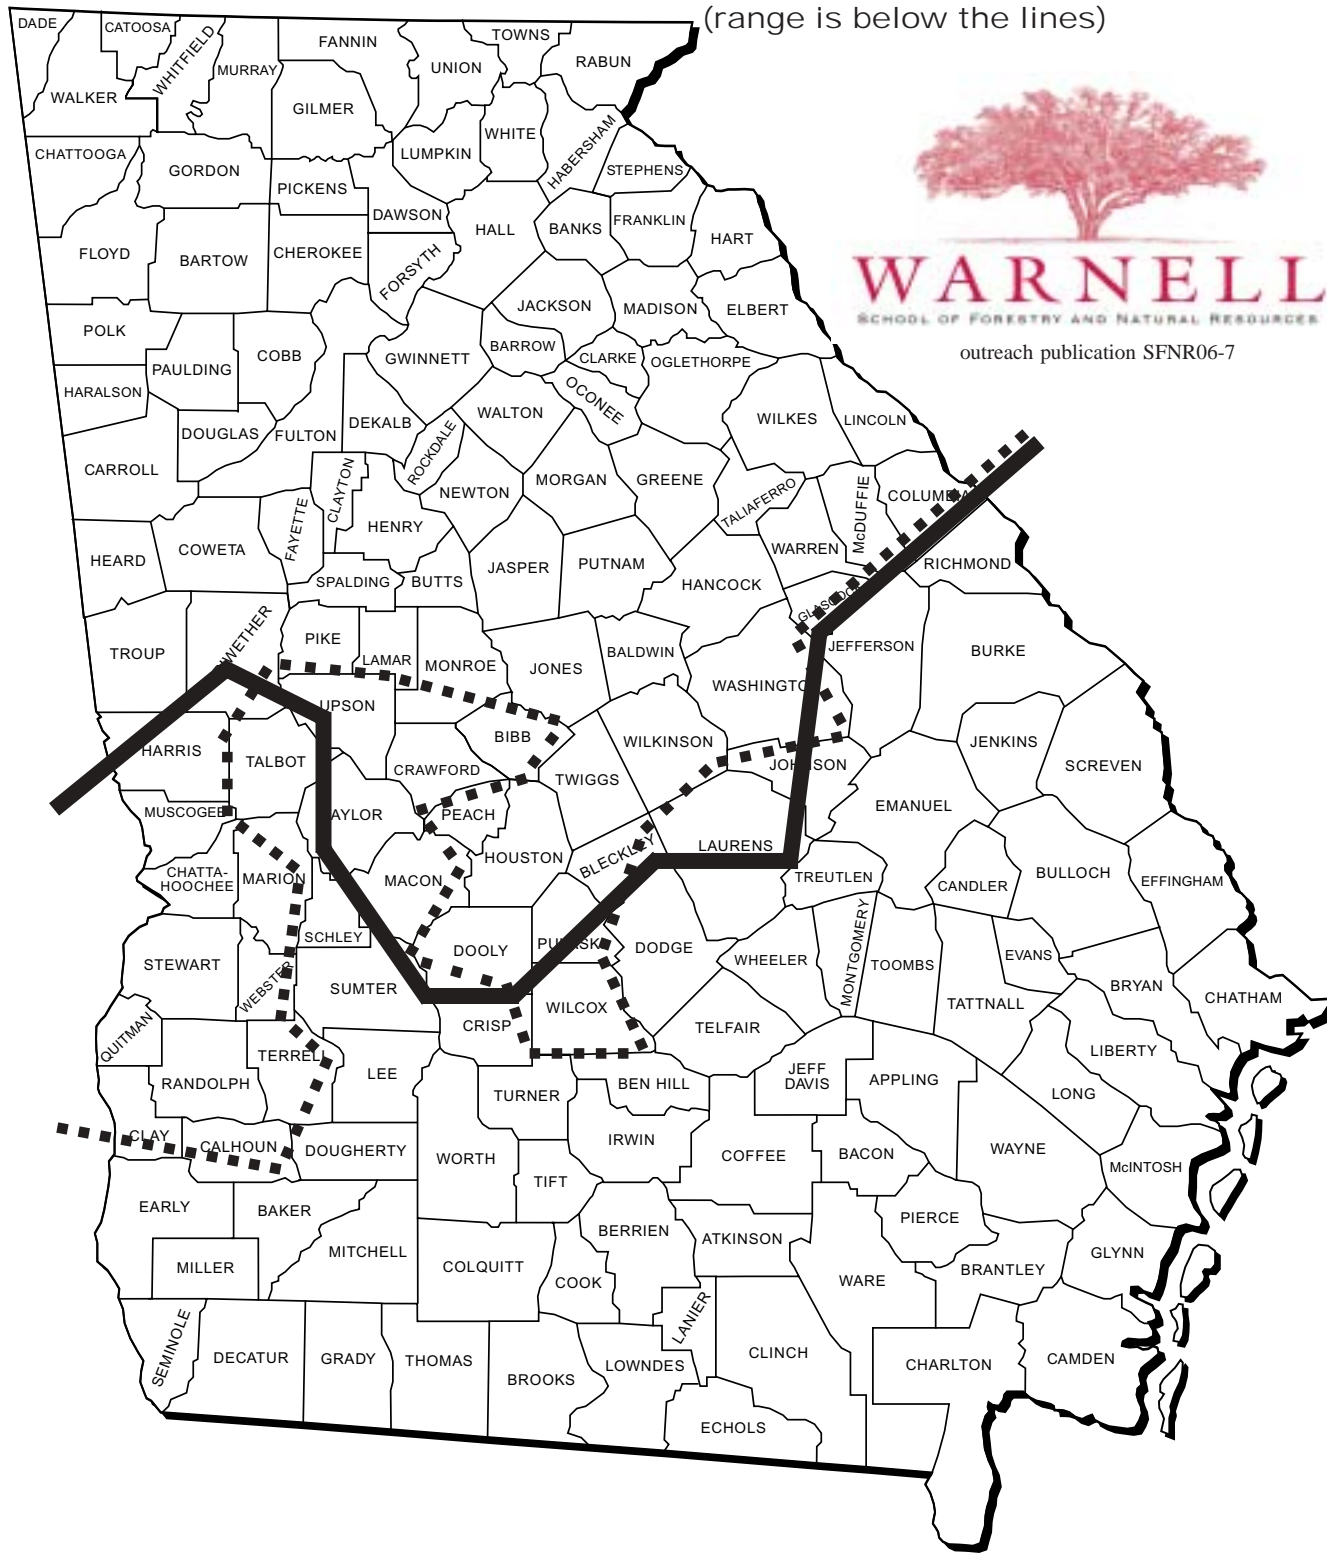 (range is below the lines)
WARNELL
SCHOOL OF FORESTRY AND NATURAL RESOURCES
outreach publication SFNR06-7
DADE
CATOOSA
WHITFIELD
MURRAY
FANNIN
UNION
TOWNS
RABUN
WALKER
GILMER
WHITE
HABERSHAM
LUMPKIN
STEPHENS
CHATTOOGA
GORDON
PICKENS
DAWSON
HALL
BANKS
FRANKLIN
HART
FLOYD
BARTOW
CHEROKEE
FORSYTH
JACKSON
MADISON
ELBERT
POLK
PAULDING
COBB
GWINNETT
BARROW
CLARKE
OGLETHORPE
OCONEE
HARALSON
DOUGLAS
FULTON
DEKALB
ROCKDALE
WALTON
WILKES
LINCOLN
CARROLL
CLAYTON
NEWTON
MORGAN
GREENE
TALIAFERRO
McDUFFIE
COLUMBIA
FAYETTE
HENRY
HEARD
COWETA
SPALDING
BUTTS
JASPER
PUTNAM
HANCOCK
WARREN
RICHMOND
GLASCOCK
TROUP
WETHER
PIKE
LAMAR
MONROE
JONES
BALDWIN
WASHINGTO
JEFFERSON
BURKE
UPSON
BIBB
WILKINSON
HARRIS
TALBOT
CRAWFORD
TWIGGS
JOHNSON
JENKINS
SCREVEN
MUSCOGEE
AYLOR
PEACH
EMANUEL
CHATTA-
HOOCHEE
MARION
MACON
HOUSTON
BLECKLEY
LAURENS
TREUTLEN
CANDLER
BULLOCH
EFFINGHAM
SCHLEY
STEWART
WEBSTER
SUMTER
DOOLY
PULASKI
DODGE
WHEELER
MONTGOMERY
TOOMBS
EVANS
TATTNALL
BRYAN
CHATHAM
QUITMAN
CRISP
WILCOX
TELFAIR
LIBERTY
RANDOLPH
TERRELL
LEE
TURNER
BEN HILL
JEFF
DAVIS
APPLING
LONG
CLAY
CALHOUN
DOUGHERTY
WORTH
TIFT
IRWIN
COFFEE
BACON
WAYNE
McINTOSH
EARLY
BAKER
MITCHELL
COLQUITT
COOK
BERRIEN
ATKINSON
PIERCE
WARE
BRANTLEY
GLYNN
MILLER
SEMINOLE
DECATUR
GRADY
THOMAS
BROOKS
LOWNDES
LANIER
CLINCH
ECHOLS
CHARLTON
CAMDEN